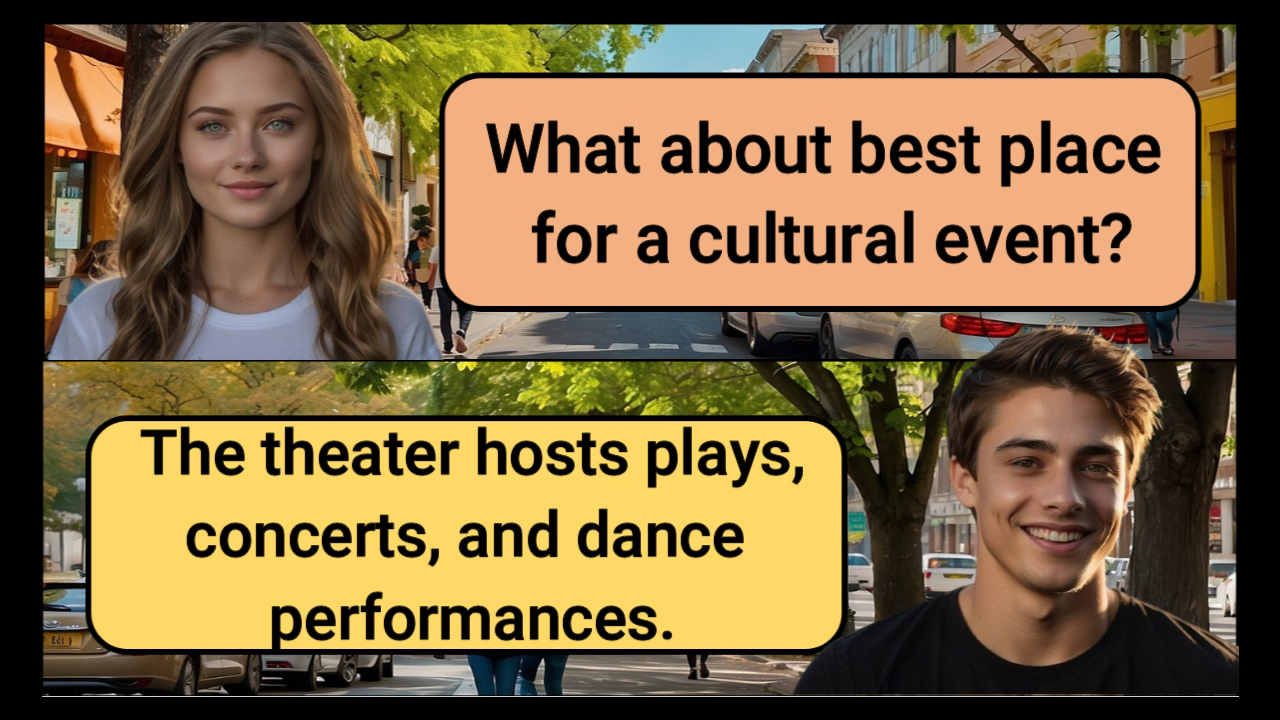 What about best place
for a cultural event?
The theater hosts plays,
concerts, and dance
performances.